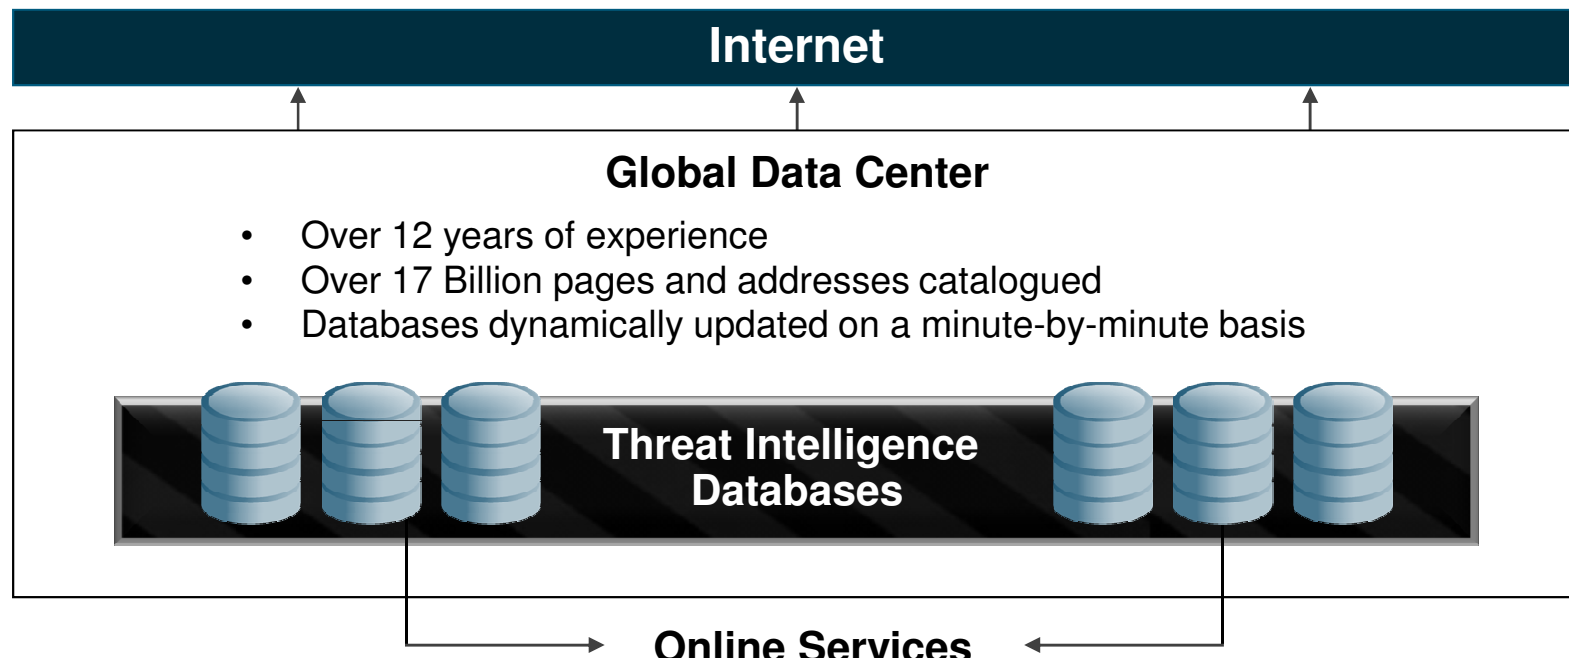 Internet
Global Data Center
• Over 12 years of experience
• Over 17 Billion pages and addresses catalogued
• Databases dynamically updated on a minute-by-minute basis
Threat Intelligence
Databases
Online Services